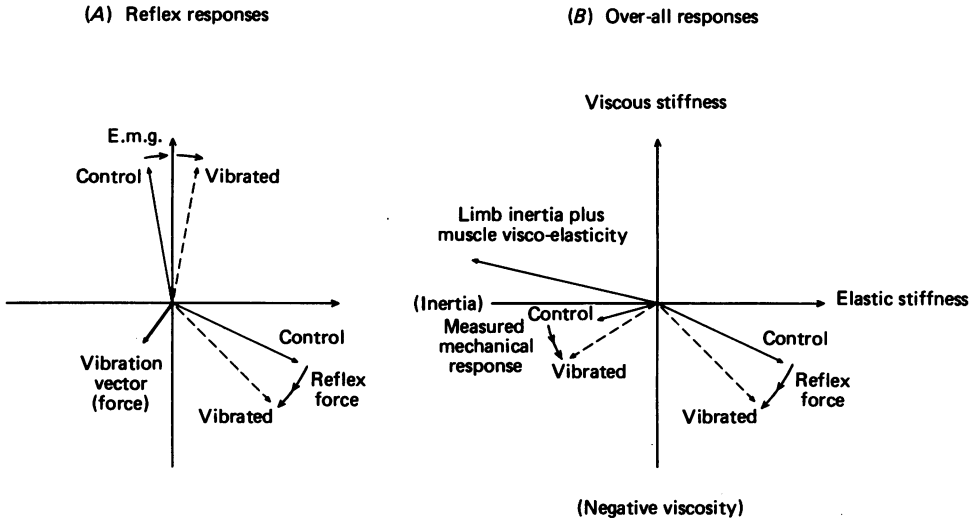 (A) Reflex responses
E.m.g.
Control
Vibrated
Control
Vibration
vector
(force)
Reflex
force
Vibrated
(B) Over-all responses
Viscous stiffness
Limb inertia plus
muscle visco-elasticity
(Inertia)
Elastic stiffness
Control
Measured
mechanical
response
Vibrated
Control
Reflex
force
Vibrated
(Negative viscosity)